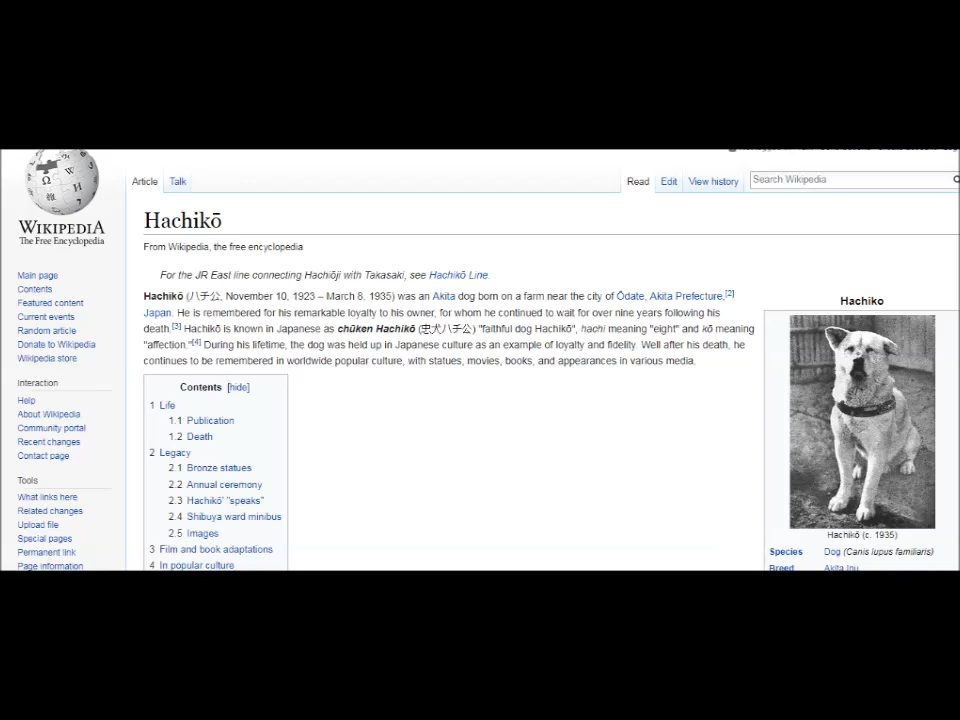 WIKIPEDIA
The Free Encyclopedia
Main page
Contents
Featured content
Current events
Random article
Donate to Wikipedia
Wikipedia store
Interaction
Help
About Wikipedia
Community portal
Recent changes
Contact page
Tools
What links here
Related changes
Upload file
Special pages
Permanent link
Page information
Article Talk
Read Edit View history Search Wikipedia
Hachikō
From Wikipedia, the free encyclopedia
For the JR East line connecting Hachiōji with Takasaki, see Hachikō Line.
Hachikō (ハチ公, November 10, 1923 – March 8, 1935) was an Akita dog born on a farm near the city of Ōdate, Akita Prefecture,[2]
Japan. He is remembered for his remarkable loyalty to his owner, for whom he continued to wait for over nine years following his
death.[3] Hachikō is known in Japanese as chūken Hachikō (忠犬ハチ公) "faithful dog Hachikō", hachi meaning "eight" and kō meaning
"affection."[4] During his lifetime, the dog was held up in Japanese culture as an example of loyalty and fidelity. Well after his death, he
continues to be remembered in worldwide popular culture, with statues, movies, books, and appearances in various media.
Contents [hide]
1 Life
1.1 Publication
1.2 Death
2 Legacy
2.1 Bronze statues
2.2 Annual ceremony
2.3 Hachikō' "speaks"
2.4 Shibuya ward minibus
2.5 Images
3 Film and book adaptations
4 In popular culture
Hachiko
Hachikō (c. 1935)
Species Dog (Canis lupus familiaris)
Breed Akita Inu